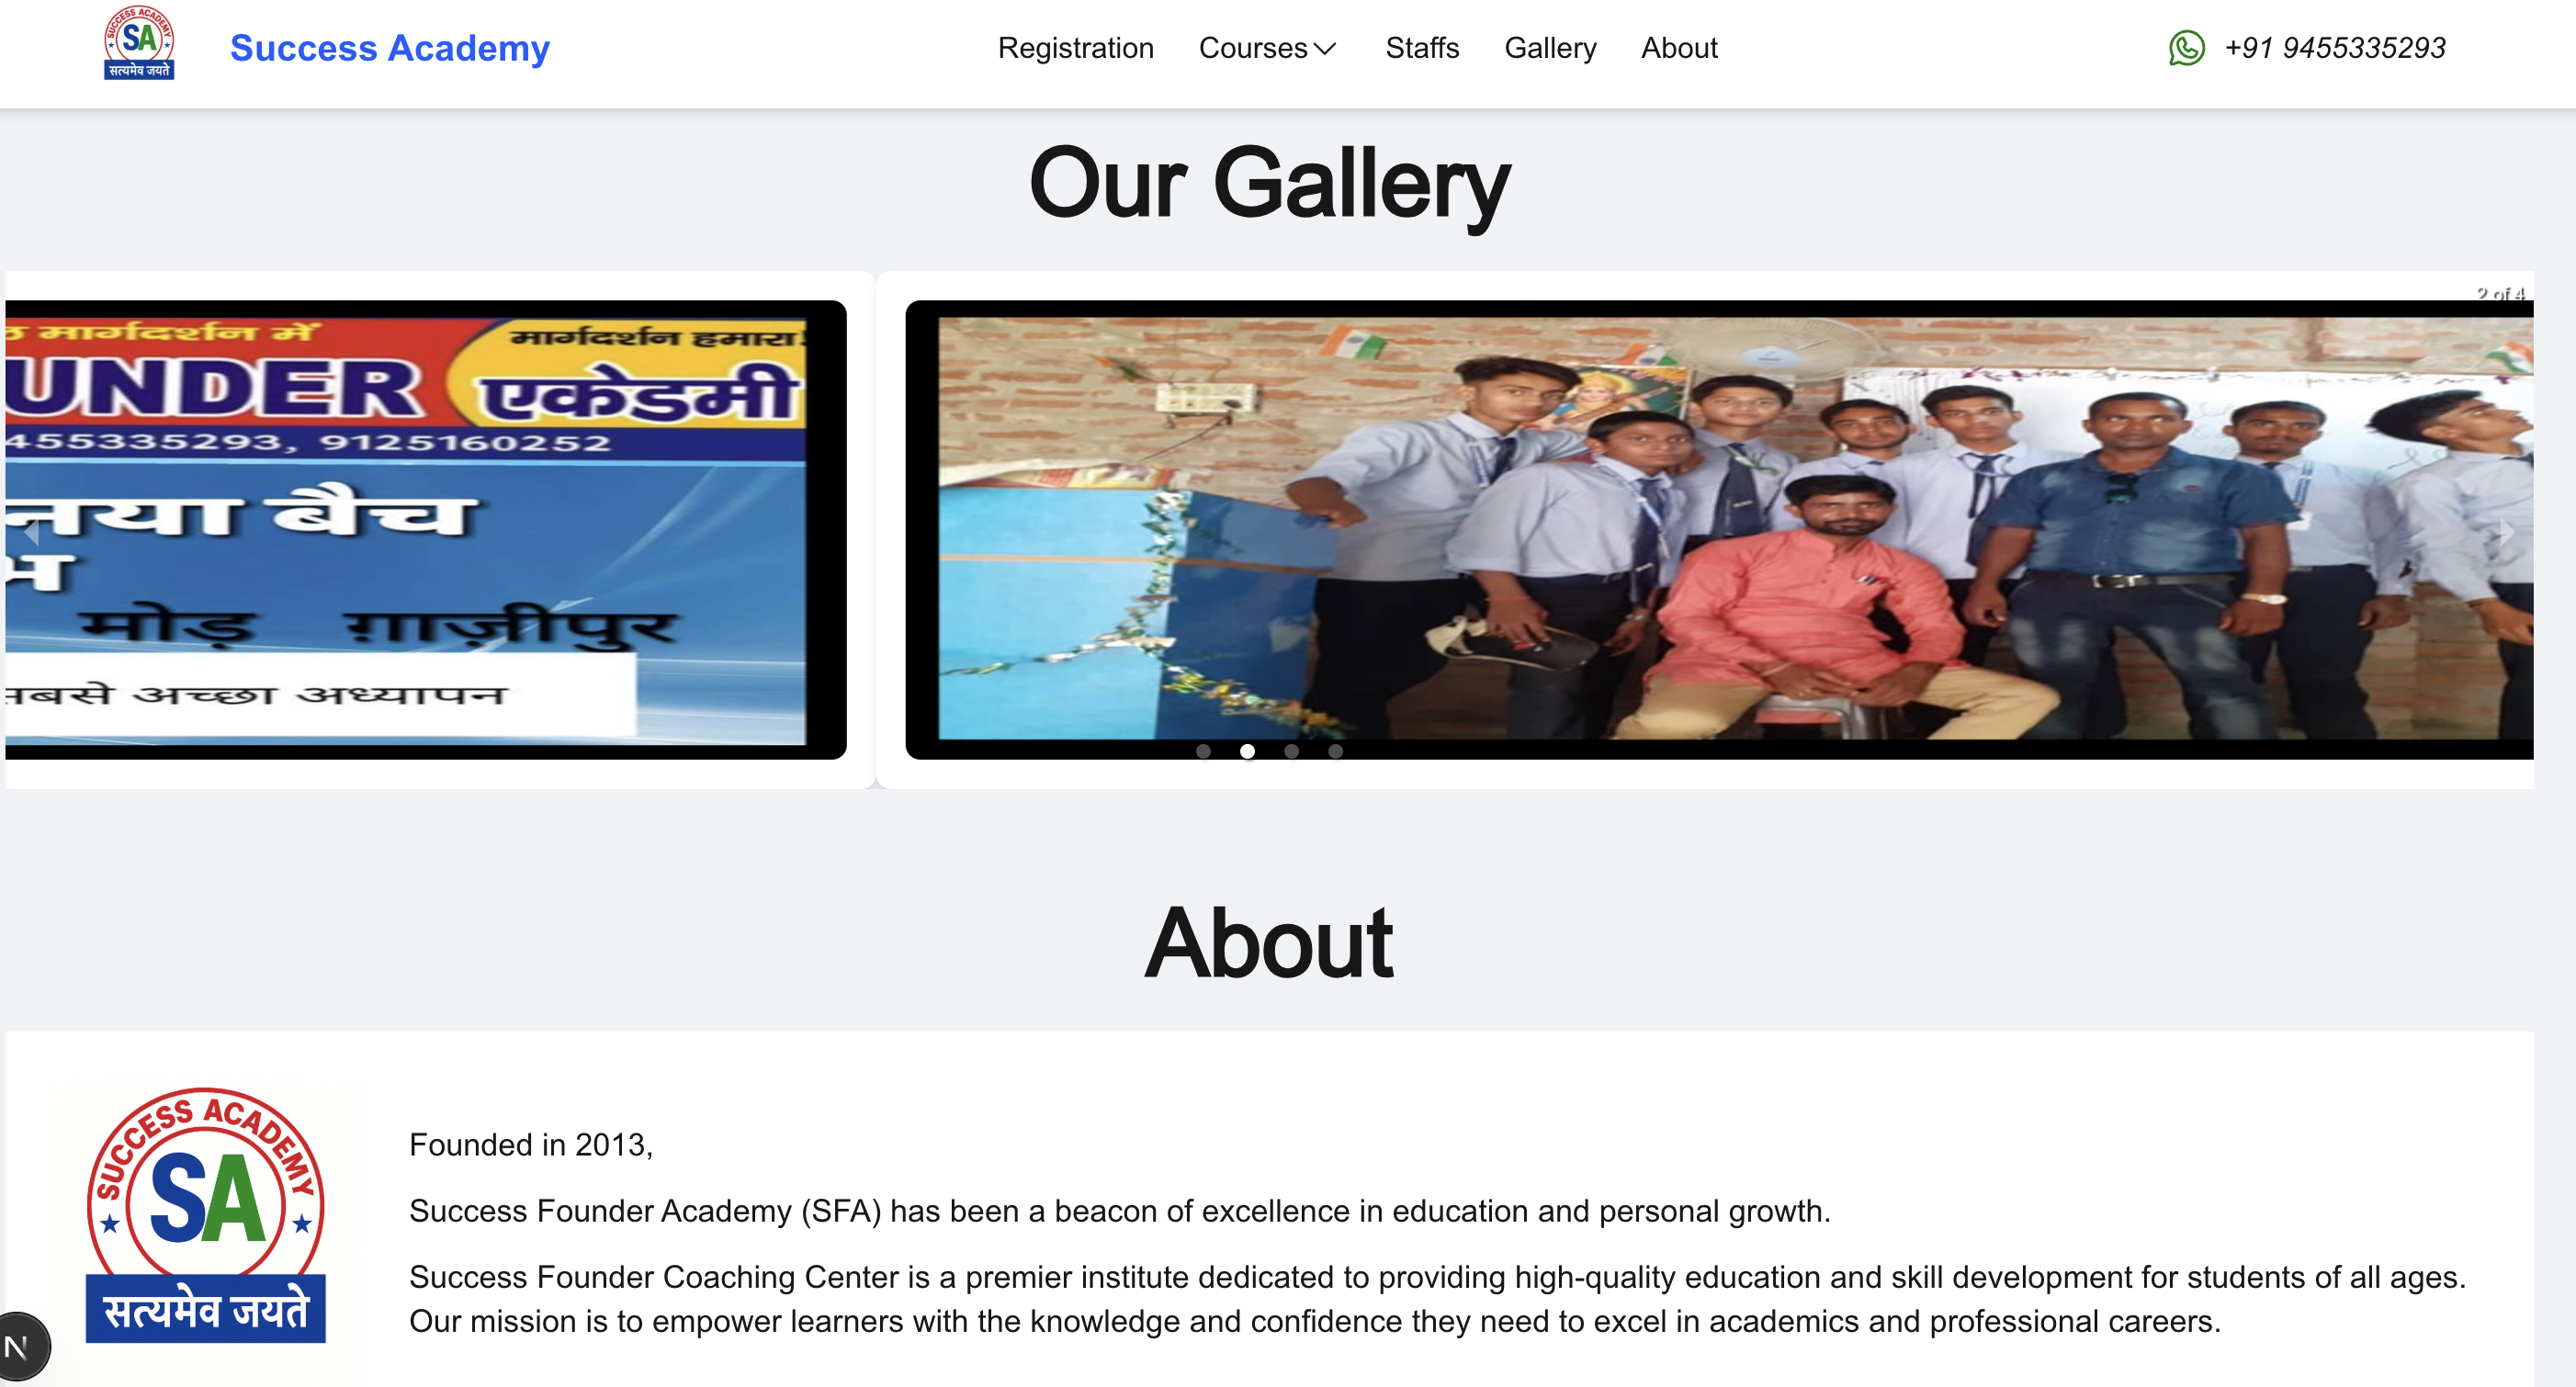 SUCCESS ACADEMY
SA
सत्यमेव जयते
Success Academy
Registration
Courses
Staffs
Gallery
About
+91 9455335293
Our Gallery
2 of 4
मार्गदर्शन में
मार्गदर्शन हमारा
UNDER
एकेडमी
455335293, 9125160252
नया बैच
मोड़ ग़ाज़ीपुर
अच्छा अध्यापन
About
SUCCESS ACADEMY
SA
सत्यमेव जयते
Founded in 2013,
Success Founder Academy (SFA) has been a beacon of excellence in education and personal growth.
Success Founder Coaching Center is a premier institute dedicated to providing high-quality education and skill development for students of all ages.
Our mission is to empower learners with the knowledge and confidence they need to excel in academics and professional careers.
N